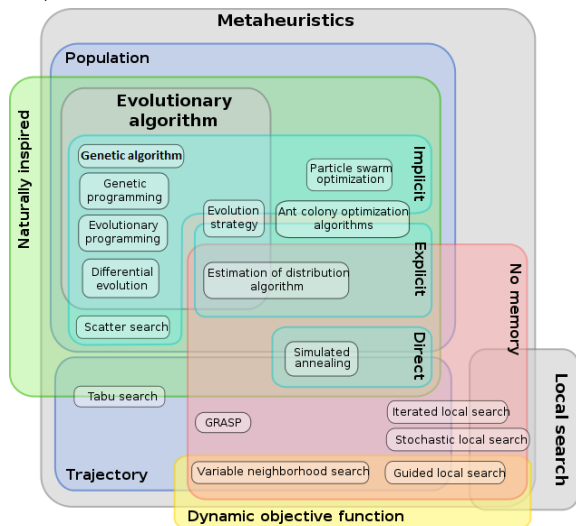 Metaheuristics
Population
Naturally inspired
Evolutionary
algorithm
Genetic algorithm
Genetic
programming
Evolutionary
programming
Differential
evolution
Scatter search
Evolution
strategy
Particle swarm
optimization
Ant colony optimization
algorithms
Implicit
Estimation of distribution
algorithm
Explicit
No memory
Simulated
annealing
Direct
Local search
Tabu search
GRASP
Iterated local search
Stochastic local search
Trajectory
Variable neighborhood search
Guided local search
Dynamic objective function